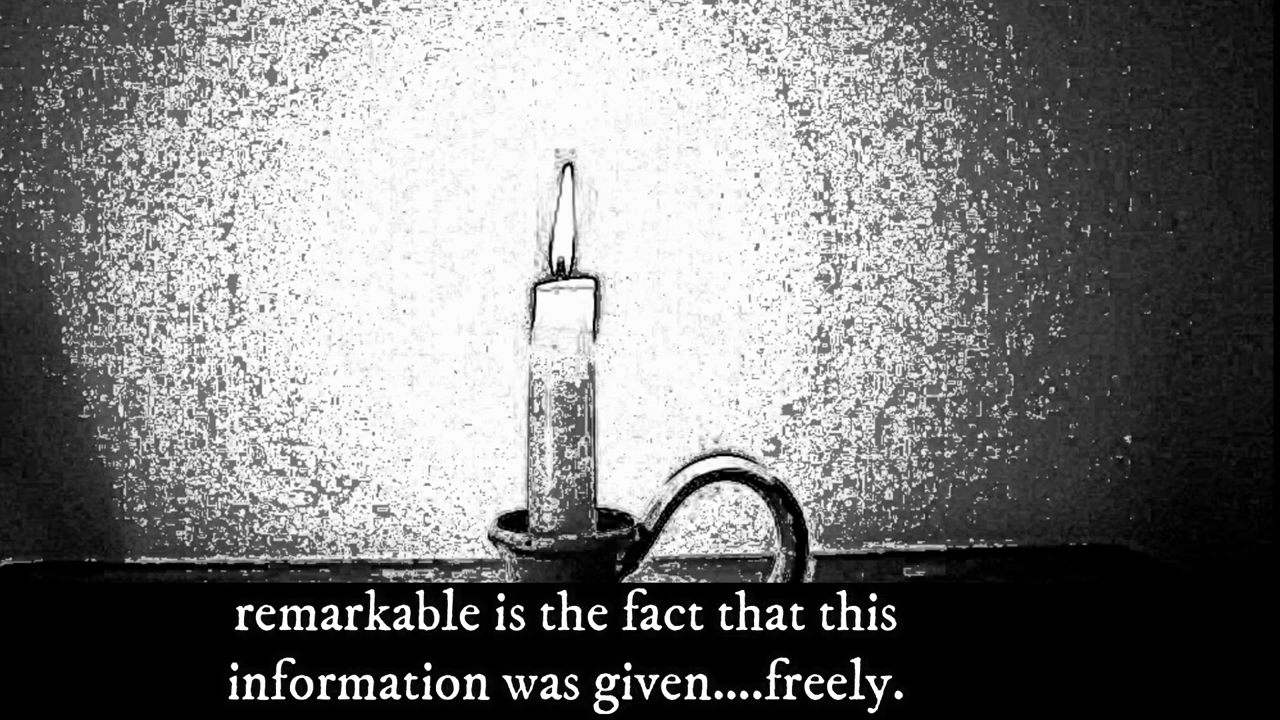 remarkable is the fact that this
information was given....freely.